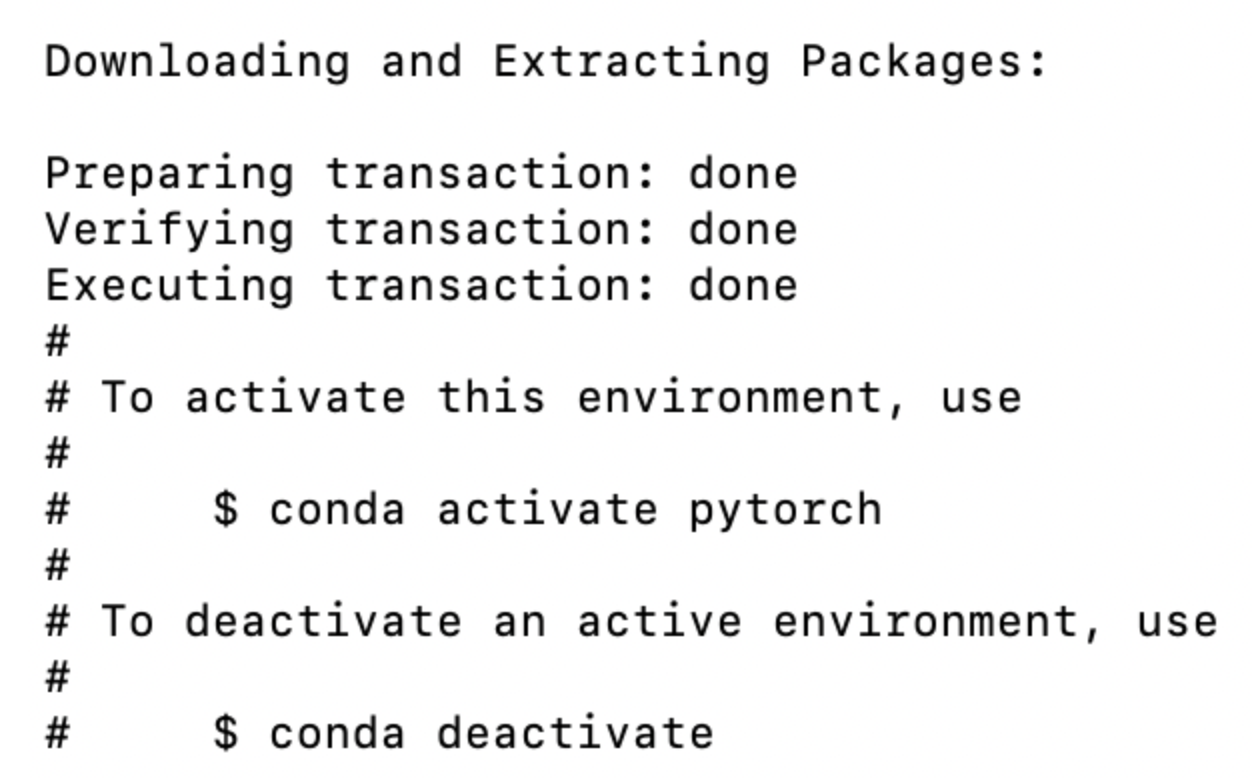 Downloading and Extracting Packages:
Preparing transaction: done
Verifying transaction: done
Executing transaction: done
#
# To activate this environment, use
#
#     $ conda activate pytorch
#
# To deactivate an active environment, use
#
#     $ conda deactivate